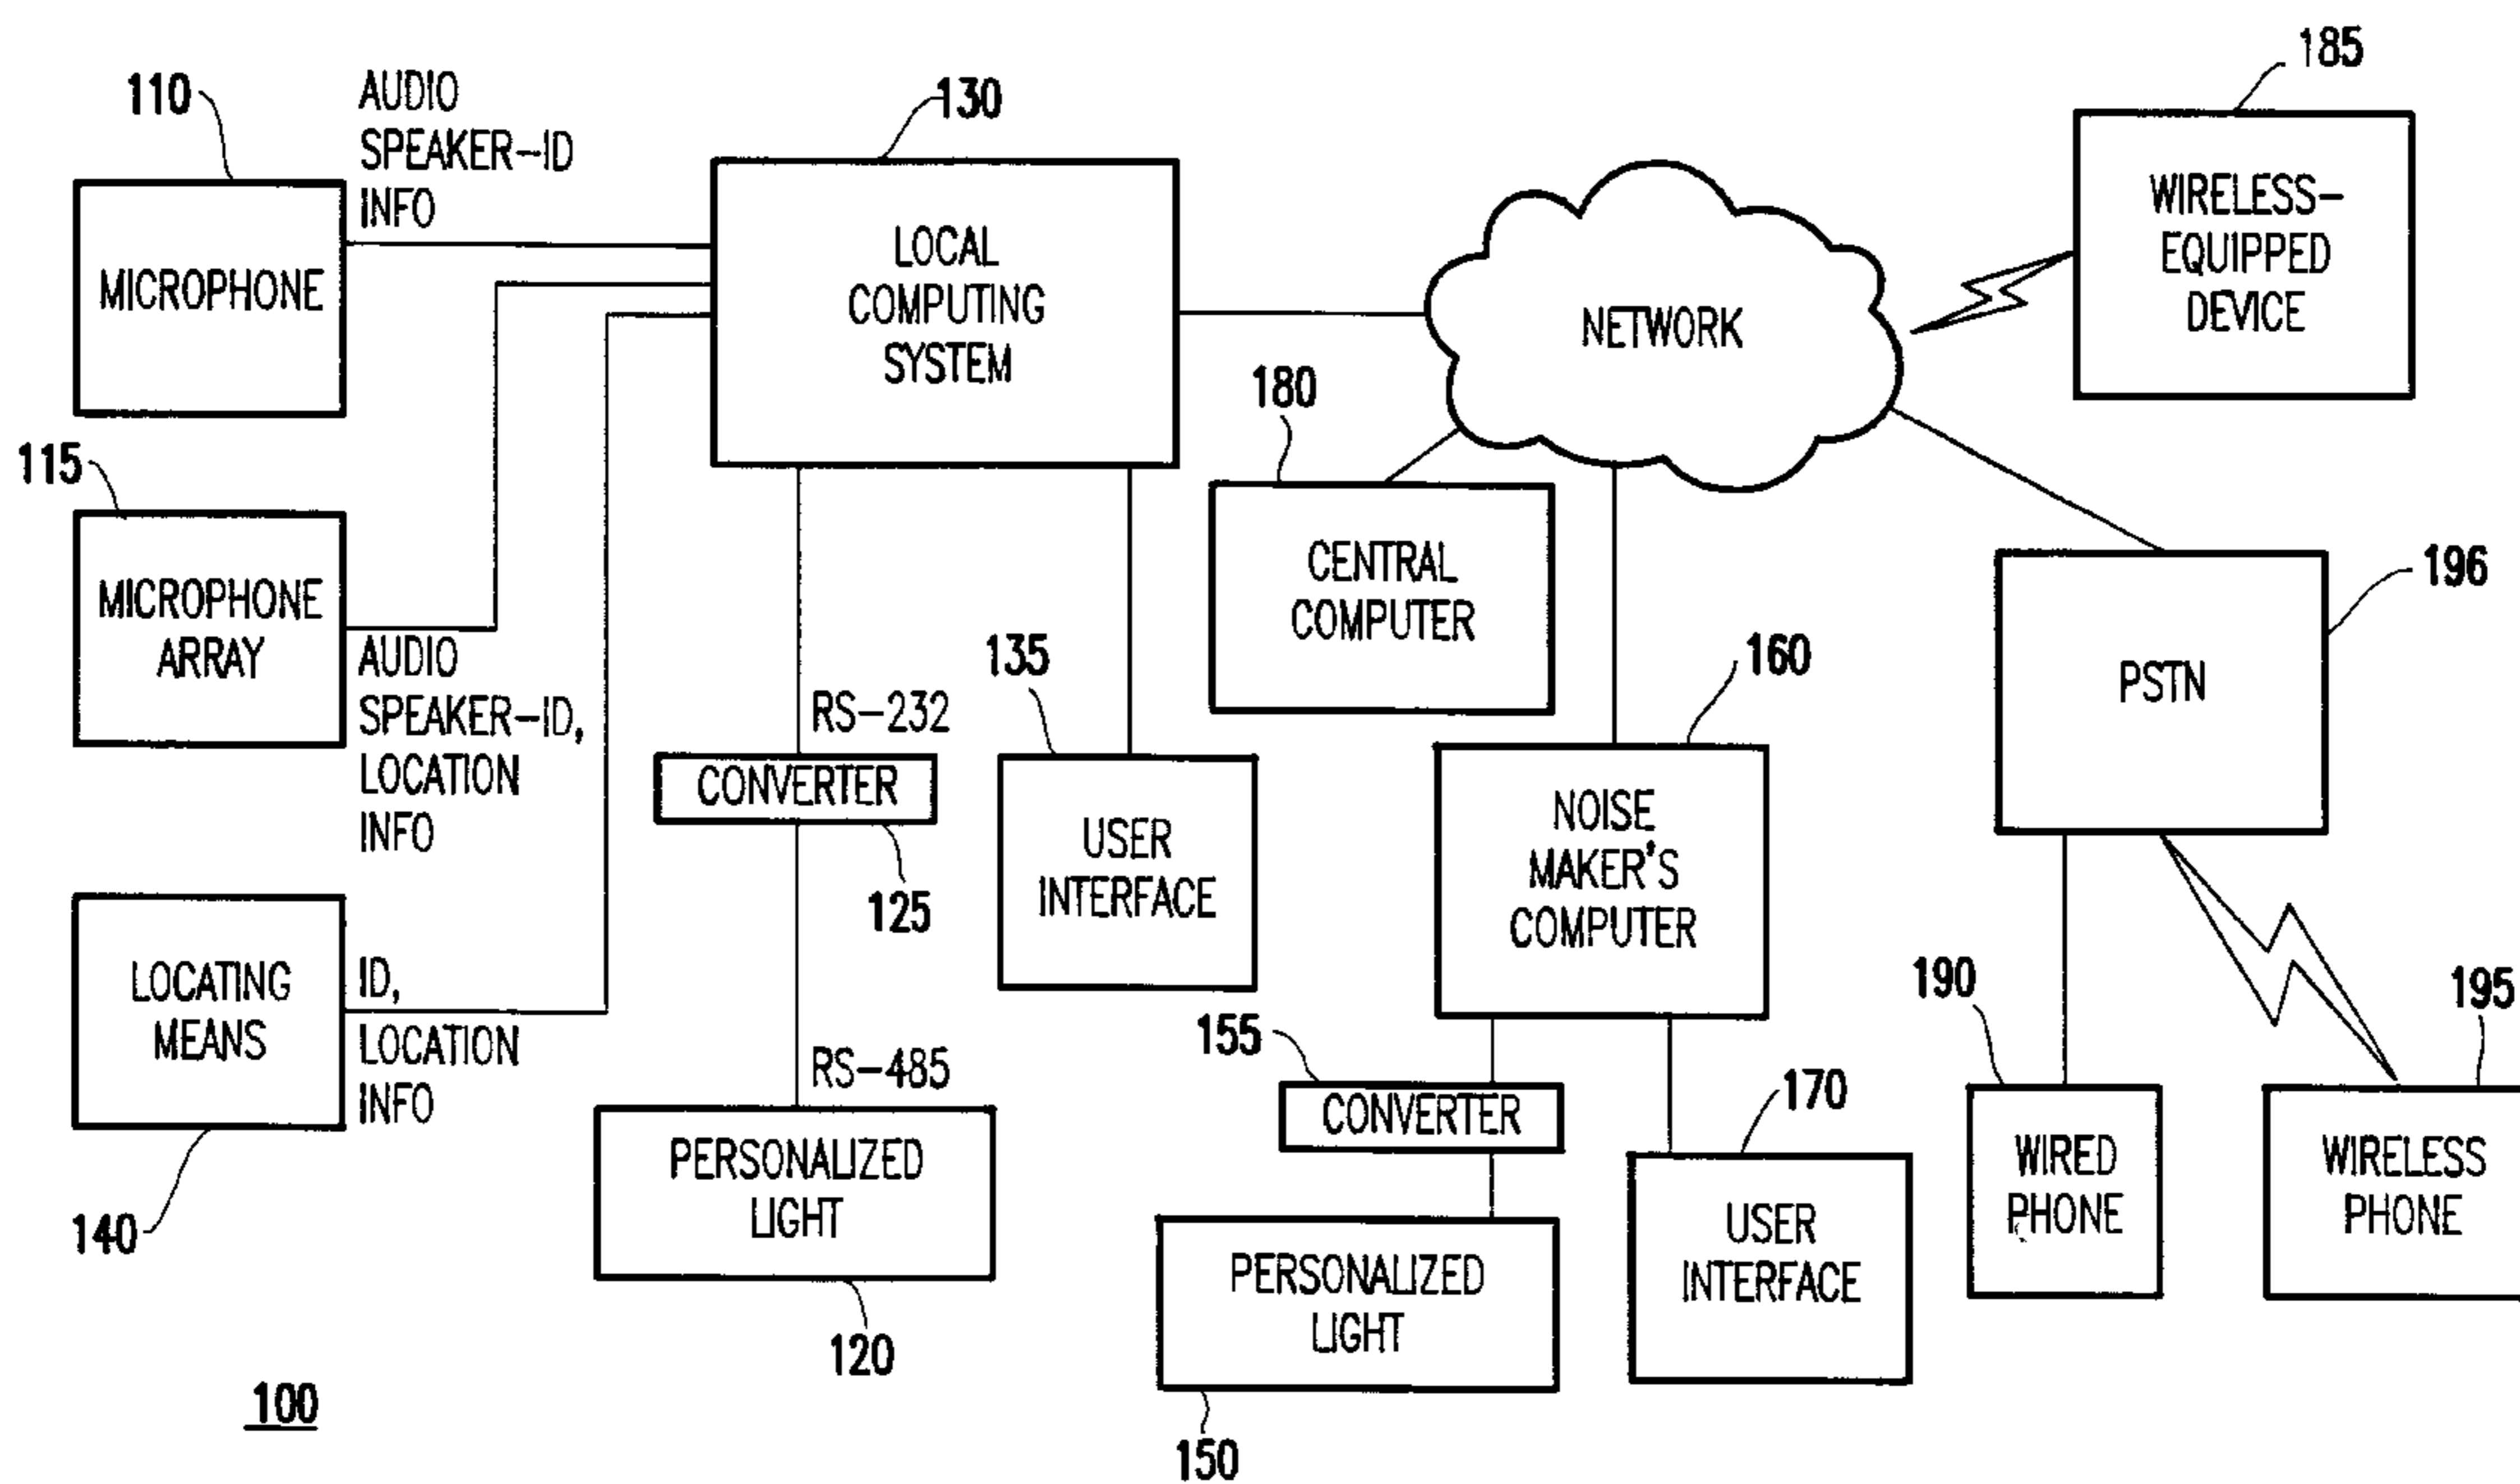 110
AUDIO
SPEAKER-ID
INFO
MICROPHONE
130
LOCAL
COMPUTING
SYSTEM
NETWORK
185
WIRELESS-
EQUIPPED
DEVICE
115
MICROPHONE
ARRAY
AUDIO
SPEAKER-ID,
LOCATION
INFO
180
CENTRAL
COMPUTER
196
PSTN
RS-232
CONVERTER
125
135
USER
INTERFACE
160
NOISE
MAKER'S
COMPUTER
LOCATING
MEANS
ID,
LOCATION
INFO
140
RS-485
PERSONALIZED
LIGHT
120
155
CONVERTER
PERSONALIZED
LIGHT
150
170
USER
INTERFACE
190
WIRED
PHONE
195
WIRELESS
PHONE
100